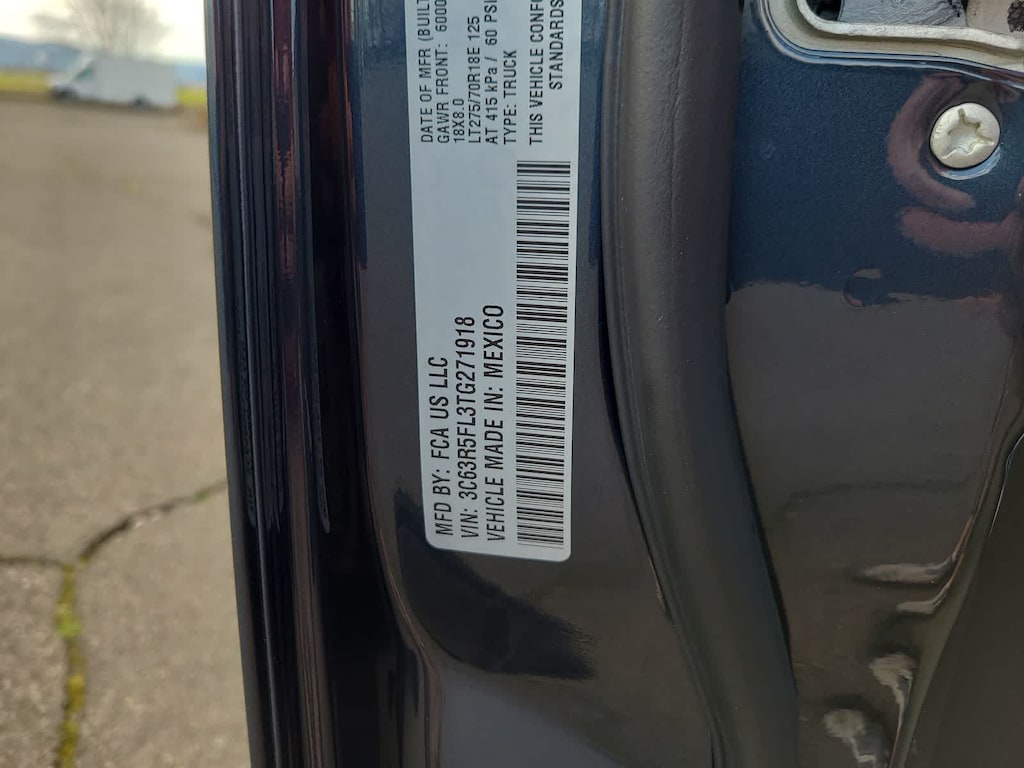 MFD BY: FCA US LLC
DATE OF MFR (BUILT
GAWR FRONT: 6000
18X8.0
LT275/70R18E 125
AT 415 kPa / 60 PSI
TYPE: TRUCK
VIN: 3C63R5FL3TG271918
VEHICLE MADE IN: MEXICO
THIS VEHICLE CONFO
STANDARDS